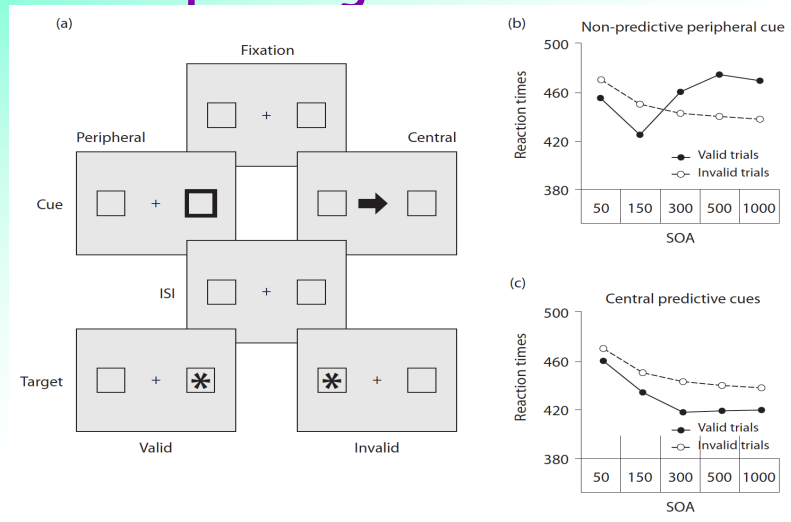 (a)
Fixation
+
Peripheral
Central
Cue
+
ISI
+
Target
+ *
* +
Valid
Invalid
(b)
Non-predictive peripheral cue
500
460
420
380
Reaction times
Valid trials
Invalid trials
50 150 300 500 1000
SOA
(c)
Central predictive cues
500
460
420
380
Reaction times
Valid trials
Invalid trials
50 150 300 500 1000
SOA